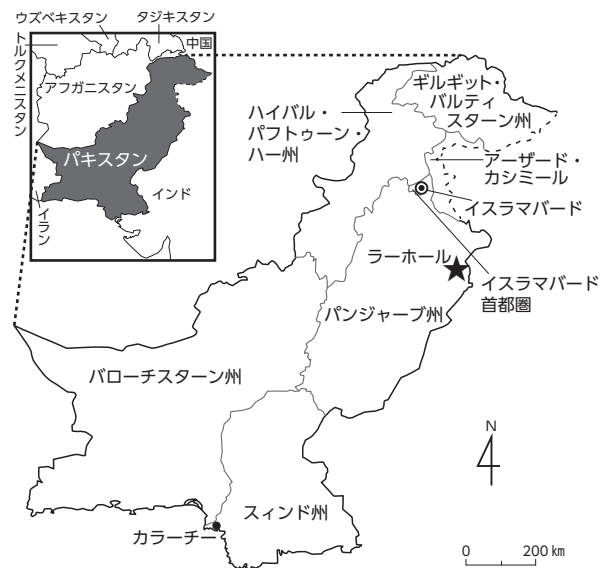 ウズベキスタン
タジキスタン
トルクメニスタン
中国
アフガニスタン
パキスタン
インド
イラン
ギルギット・
バルティ
スターン州
ハイバル・
パフトゥーン・
ハー州
アーザード・
カシミール
イスラマバード
ラーホール
イスラマバード
首都圏
パンジャーブ州
バローチスターン州
スィンド州
カラーチー
N
0 200 km